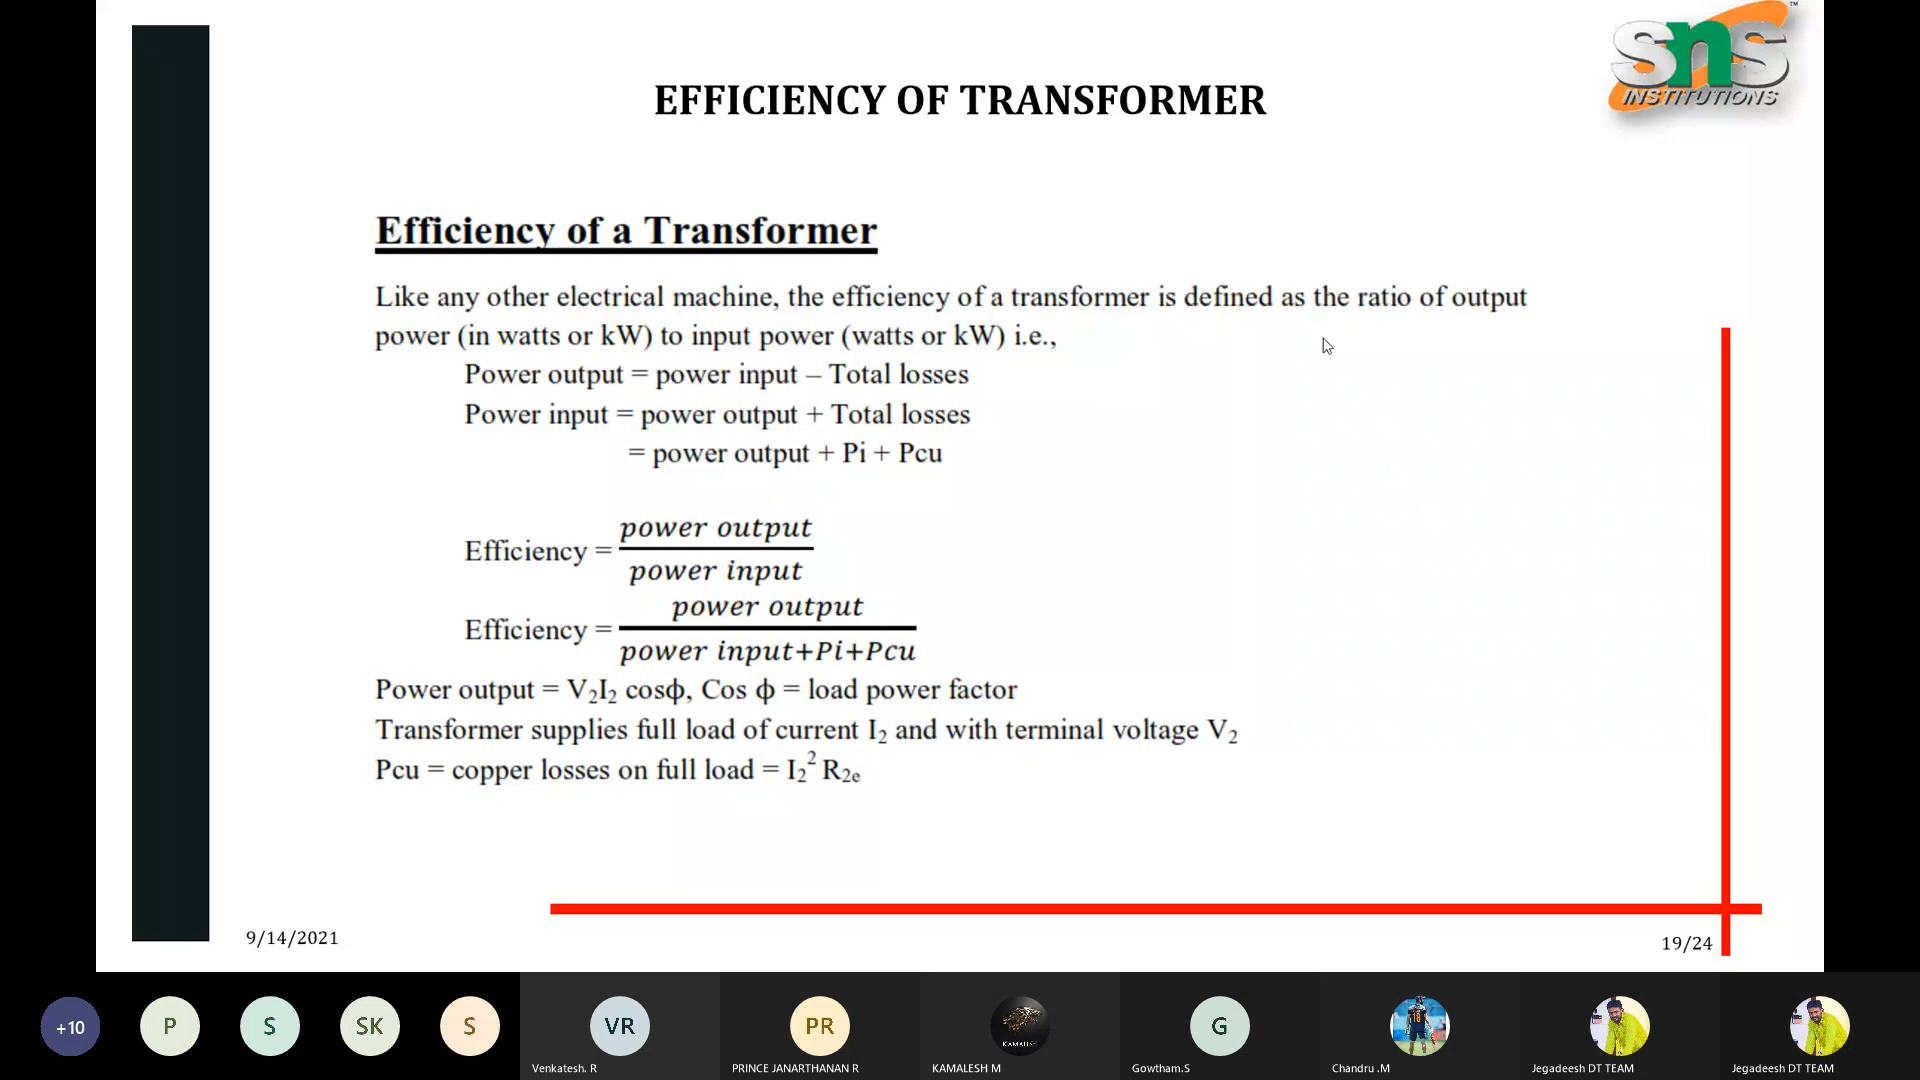 sns
INSTITUTIONS
TM
EFFICIENCY OF TRANSFORMER
Efficiency of a Transformer
Like any other electrical machine, the efficiency of a transformer is defined as the ratio of output
power (in watts or kW) to input power (watts or kW) i.e.,
Power output = power input – Total losses
Power input = power output + Total losses
= power output + Pi + Pcu
Efficiency = power output / power input
Efficiency = power output / power input+Pi+Pcu
Power output = V₂I₂ cosϕ, Cos ϕ = load power factor
Transformer supplies full load of current I₂ and with terminal voltage V₂
Pcu = copper losses on full load = I₂² R₂ₑ
9/14/2021
19/24
+10
P
S
SK
S
VR
PR
KAMALESH
G
18
Venkatesh. R
PRINCE JANARTHANAN R
KAMALESH M
Gowtham.S
Chandru .M
Jegadeesh DT TEAM
Jegadeesh DT TEAM